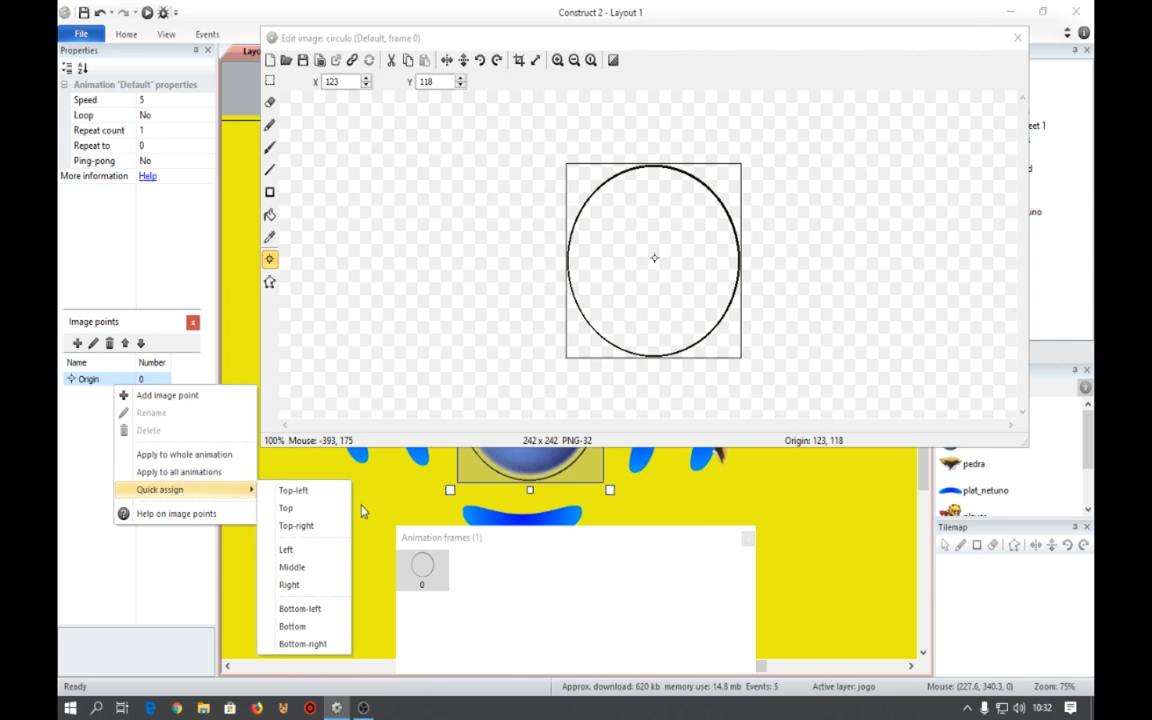 Construct 2 - Layout 1
File Home View Events
Properties
Layo
Edit image: circulo (Default, frame 0)
Animation 'Default' properties
X 123 Y 118
Speed 5
Loop No
Repeat count 1
Repeat to 0
Ping-pong No
More information Help
eet 1
d
uno
Image points
Name Number
Origin 0
Add image point
Rename
Delete
Apply to whole animation
Apply to all animations
Quick assign
Help on image points
Top-left
Top
Top-right
Left
Middle
Right
Bottom-left
Bottom
Bottom-right
100% Mouse: -393, 175 242 x 242 PNG-32 Origin: 123, 118
Animation frames (1)
0
pedra
plat_netuno
Tilemap
Ready Approx. download: 620 kb memory use: 14.8 mb Events: 5 Active layer: jogo Mouse: (227.6, 340.3, 0) Zoom: 75%
10:32